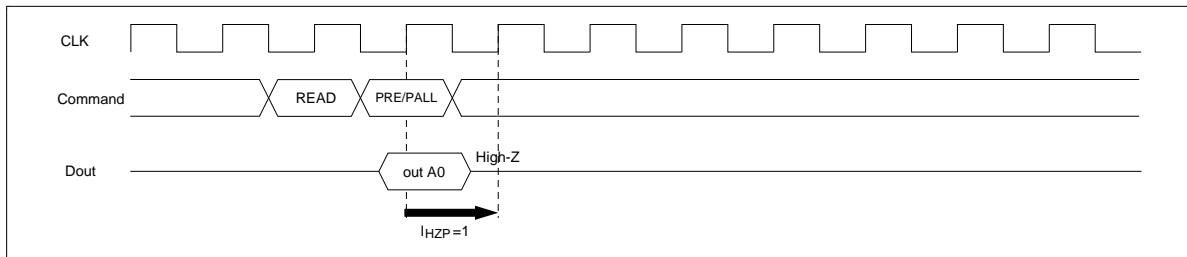 CLK
Command
READ
PRE/PALL
Dout
out A0
High-Z
lHZP=1